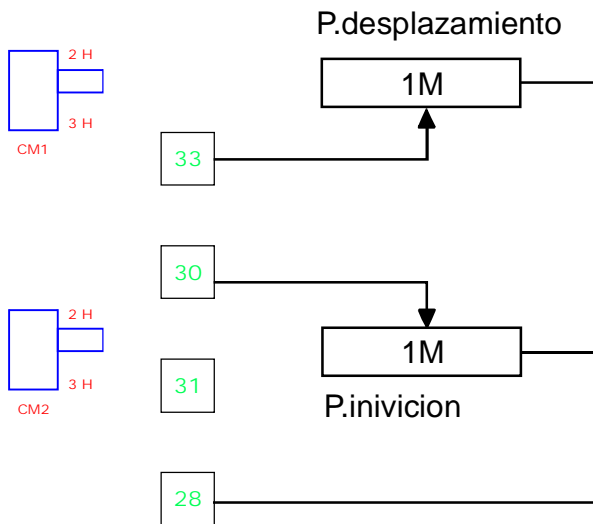 P.desplazamiento
2 H
1M
3 H
CM1
33
30
2 H
1M
3 H
31
CM2
P.inivicion
28